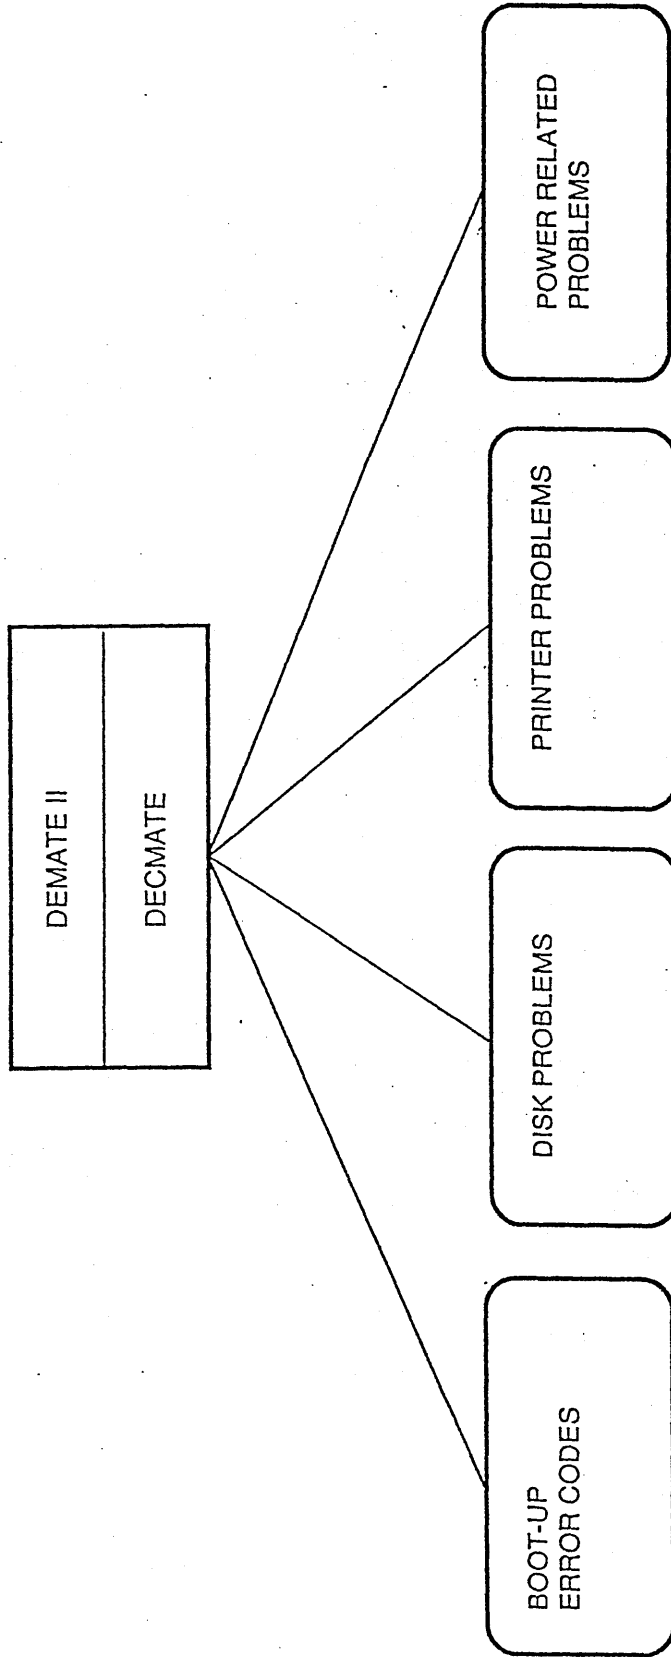 DEMATE II
DECMATE
BOOT-UP
ERROR CODES
DISK PROBLEMS
PRINTER PROBLEMS
POWER RELATED
PROBLEMS